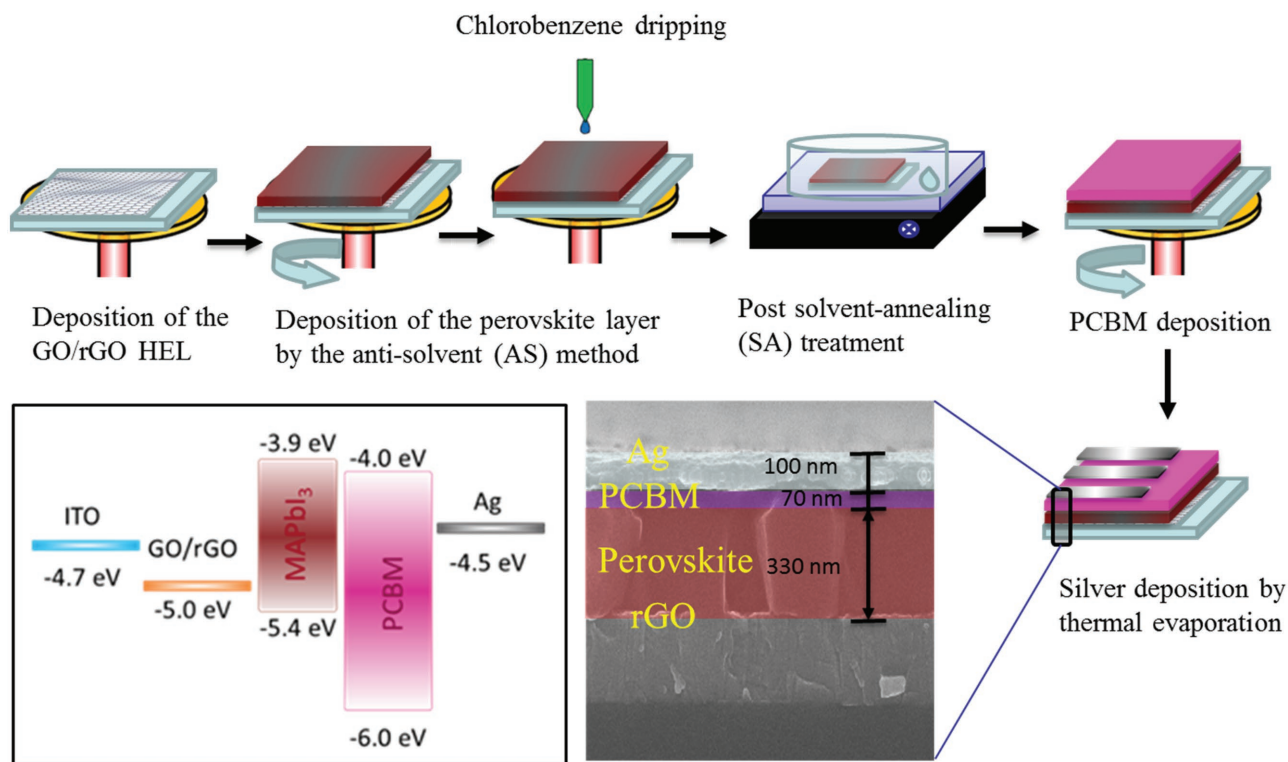 Chlorobenzene dripping
Deposition of the
GO/rGO HEL
Deposition of the perovskite layer
by the anti-solvent (AS) method
Post solvent-annealing
(SA) treatment
PCBM deposition
Silver deposition by
thermal evaporation
ITO
-4.7 eV
GO/rGO
-5.0 eV
-3.9 eV
MAPbI₃
-5.4 eV
-4.0 eV
PCBM
-6.0 eV
Ag
-4.5 eV
Ag
100 nm
PCBM
70 nm
Perovskite
330 nm
rGO